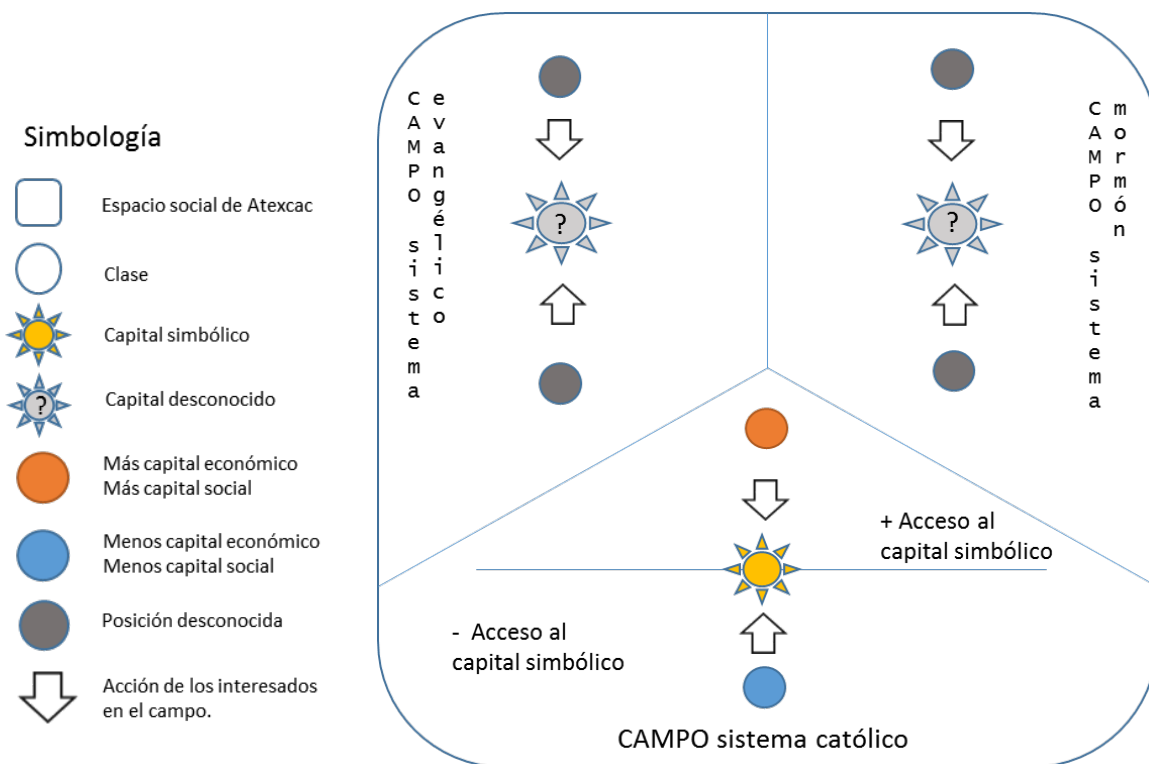 Simbología
Espacio social de Atexcac
Clase
Capital simbólico
?
Capital desconocido
Más capital económico
Más capital social
Menos capital económico
Menos capital social
Posición desconocida
Acción de los interesados
en el campo.
CAMPO sistema
evangélico
?
CAMPO sistema
mormón
?
+ Acceso al
capital simbólico
- Acceso al
capital simbólico
CAMPO sistema católico